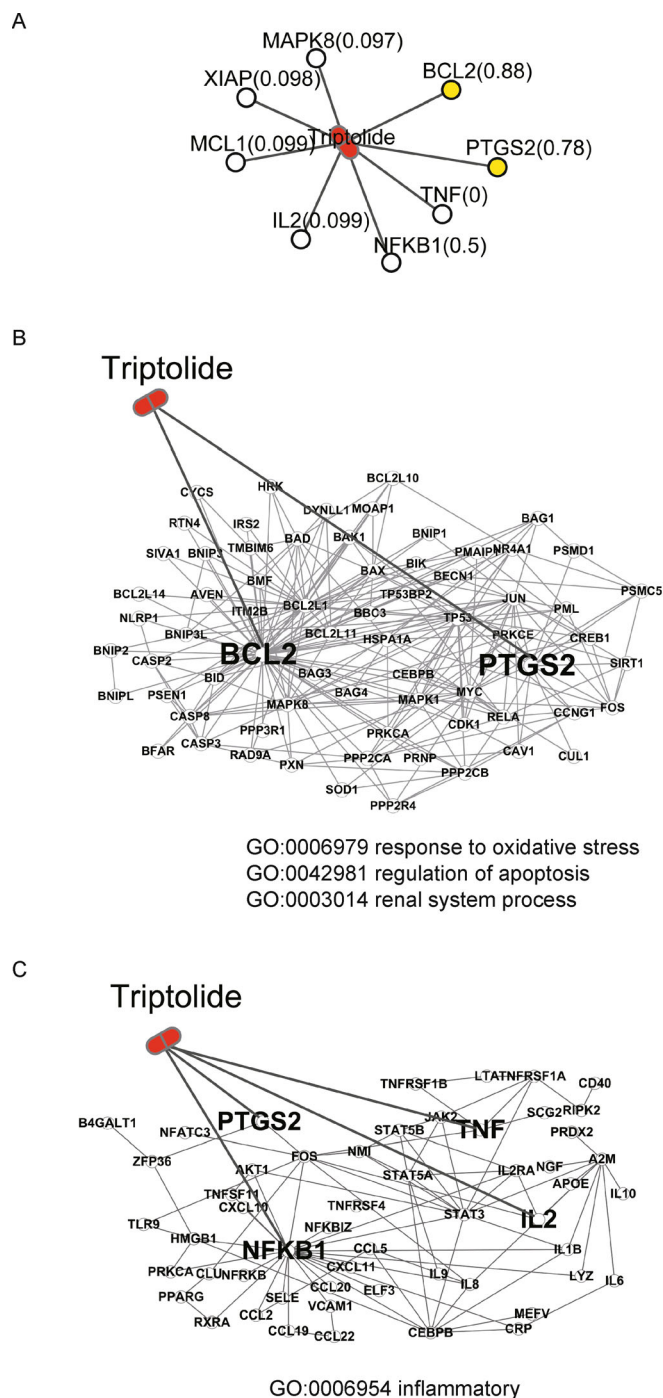 A
MAPK8(0.097)
XIAP(0.098)
BCL2(0.88)
MCL1(0.099)
Triptolide
PTGS2(0.78)
TNF(0)
IL2(0.099)
NFKB1(0.5)
B
Triptolide
BCL2L10
HRK
CYCS
DYNLL1
MOAP1
RTN4
IRS2
BAG1
BAD
BAK1
BNIP1
SIVA1
BNIP3
TMBIM6
PMAIP1
NR4A1
PSMD1
BAX
BIK
BECN1
BMF
BCL2L14
AVEN
TP53BP2
JUN
PSMC5
ITM2B
BCL2L1
BBC3
PML
NLRP1
TP53
BNIP3L
BCL2L11
HSPA1A
PRKCE
CREB1
BNIP2
CASP2
BCL2
PTGS2
SIRT1
BID
BAG3
CEBPB
BNIPL
PSEN1
BAG4
MAPK1
MYC
MAPK8
FOS
CASP8
RELA
CCNG1
PPP3R1
CDK1
PRKCA
BFAR
CASP3
RAD9A
PPP2CA
PRNP
CAV1
CUL1
PXN
PPP2CB
SOD1
PPP2R4
GO:0006979 response to oxidative stress
GO:0042981 regulation of apoptosis
GO:0003014 renal system process
C
Triptolide
TNFRSF1B
LTATNFRSF1A
CD40
B4GALT1
PTGS2
JAK2
SCG2
RIPK2
NFATC3
STAT5B
TNF
PRDX2
ZFP36
FOS
NMI
A2M
AKT1
STAT5A
IL2RA
NGF
APOE
TNFSF11
IL10
CXCL10
TNFRSF4
STAT3
IL2
TLR9
NFKBIZ
HMGB1
NFKB1
CCL5
IL1B
CXCL11
PRKCA
CLU
NFRKB
IL9
IL8
LYZ
IL6
PPARG
CCL20
ELF3
SELE
VCAM1
RXRA
CCL2
MEFV
CCL19
CCL22
CEBPB
CRP
GO:0006954 inflammatory